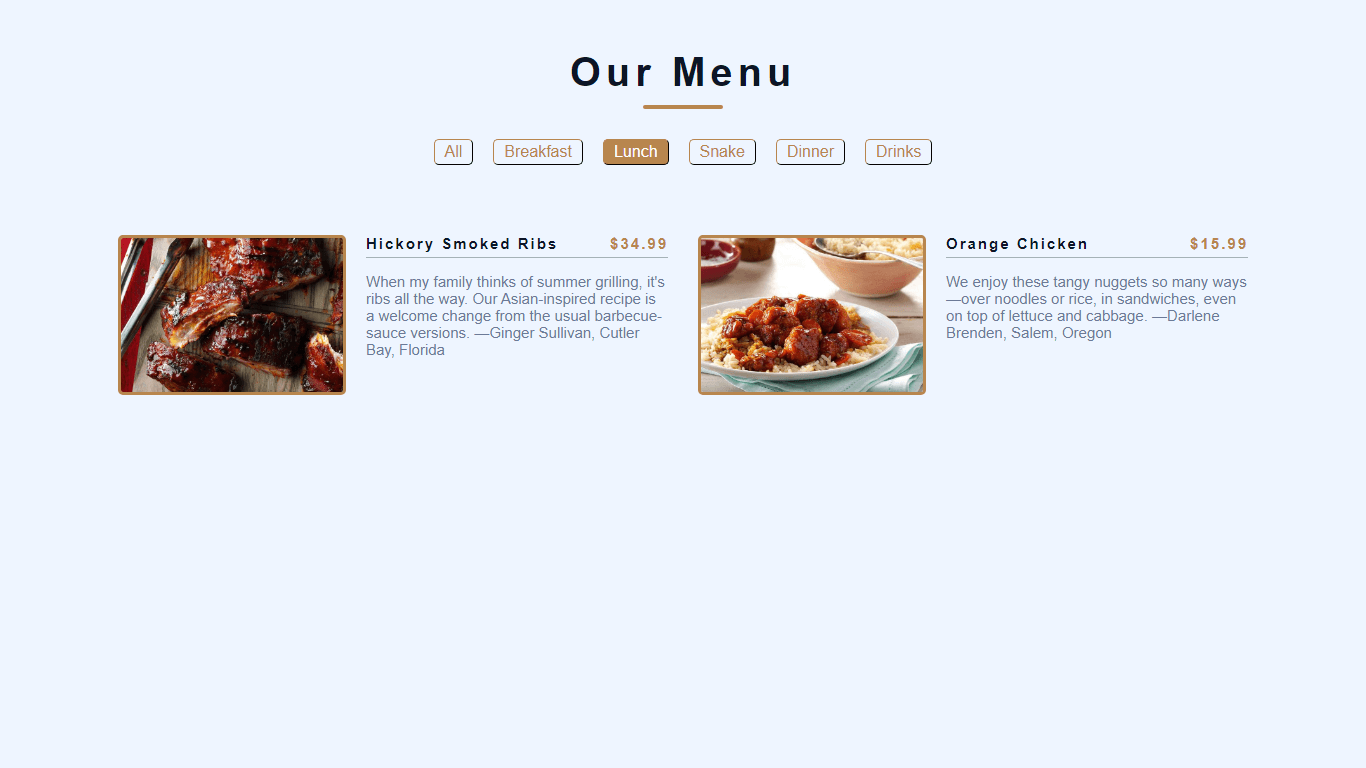 Our Menu
All Breakfast Lunch Snake Dinner Drinks
Hickory Smoked Ribs $34.99
When my family thinks of summer grilling, it's
ribs all the way. Our Asian-inspired recipe is
a welcome change from the usual barbecue-
sauce versions. —Ginger Sullivan, Cutler
Bay, Florida
Orange Chicken $15.99
We enjoy these tangy nuggets so many ways
—over noodles or rice, in sandwiches, even
on top of lettuce and cabbage. —Darlene
Brenden, Salem, Oregon